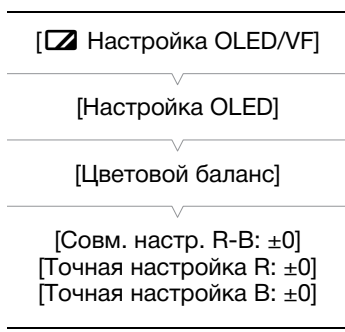 [Настройка OLED/VF]
[Настройка OLED]
[Цветовой баланс]
[Совм. настр. R-B: ±0]
[Точная настройка R: ±0]
[Точная настройка B: ±0]